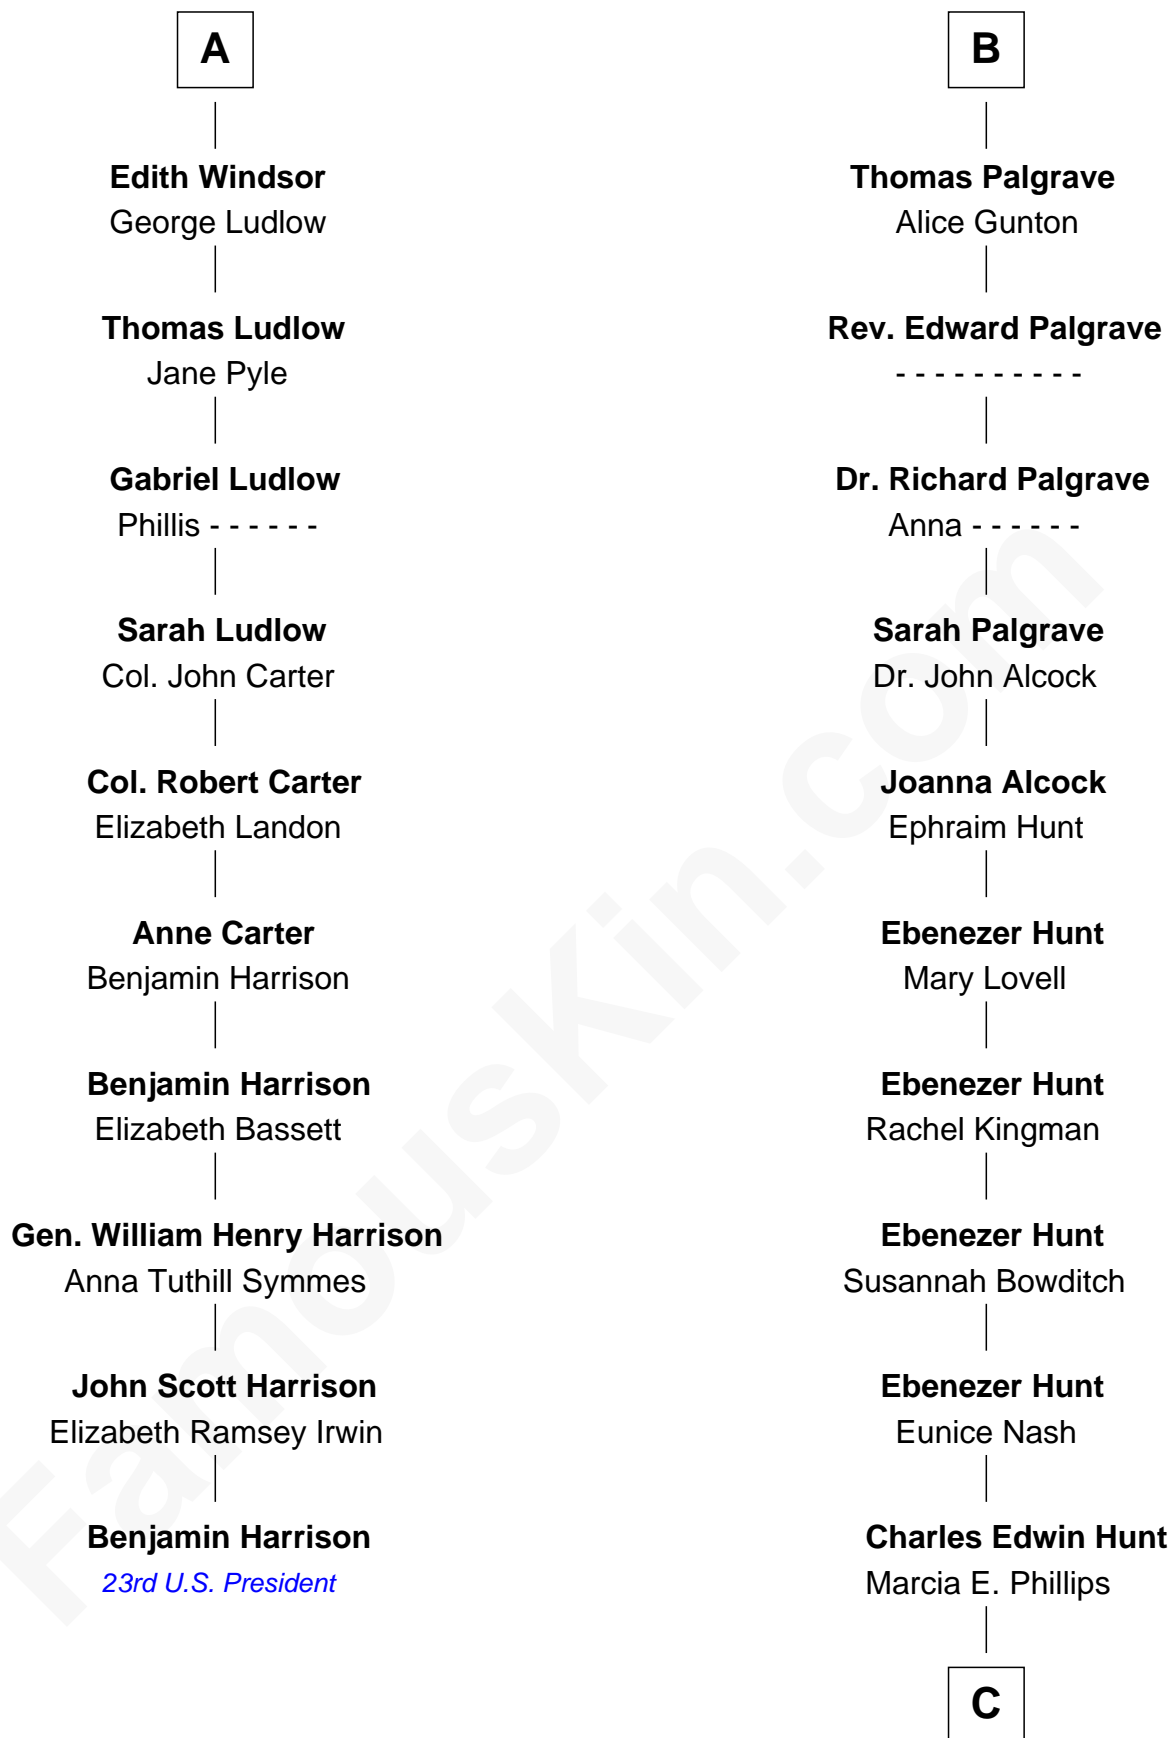 A
Edith Windsor
George Ludlow
Thomas Ludlow
Jane Pyle
Gabriel Ludlow
Phillis - - - - - -
Sarah Ludlow
Col. John Carter
Col. Robert Carter
Elizabeth Landon
Anne Carter
Benjamin Harrison
Benjamin Harrison
Elizabeth Bassett
Gen. William Henry Harrison
Anna Tuthill Symmes
John Scott Harrison
Elizabeth Ramsey Irwin
Benjamin Harrison
23rd U.S. President
B
Thomas Palgrave
Alice Gunton
Rev. Edward Palgrave
- - - - - - - - - -
Dr. Richard Palgrave
Anna - - - - - -
Sarah Palgrave
Dr. John Alcock
Joanna Alcock
Ephraim Hunt
Ebenezer Hunt
Mary Lovell
Ebenezer Hunt
Rachel Kingman
Ebenezer Hunt
Susannah Bowditch
Ebenezer Hunt
Eunice Nash
Charles Edwin Hunt
Marcia E. Phillips
C
FamousKin.com